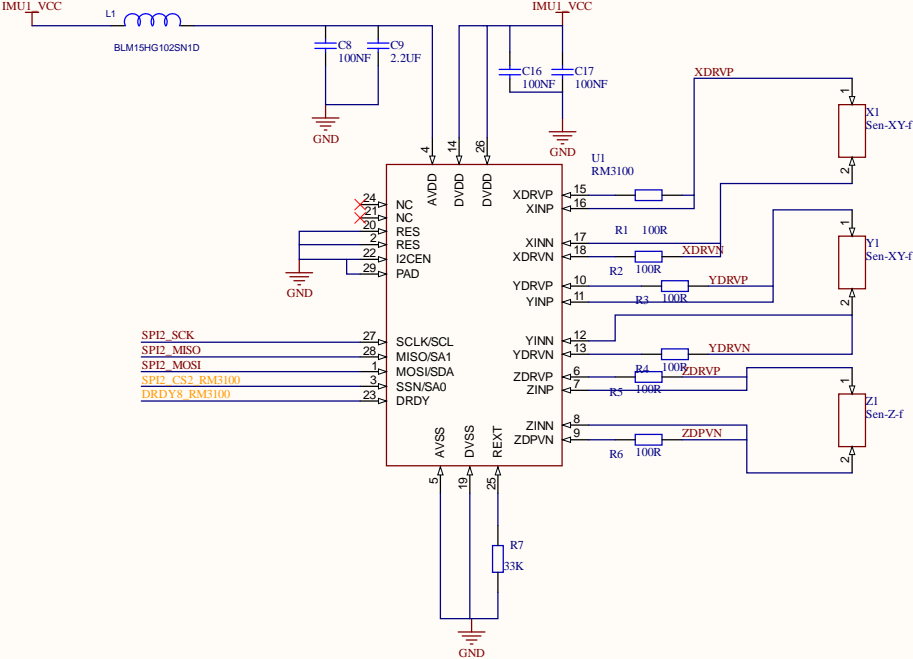 IMU1_VCC
L1
BLM15HG102SN1D
C8
100NF
C9
2.2UF
GND
IMU1_VCC
C16
100NF
C17
100NF
GND
XDRVP
1
X1
Sen-XY-f
2
U1
RM3100
4
14
26
AVDD
DVDD
DVDD
24
NC
21
NC
20
RES
2
RES
22
I2CEN
29
PAD
GND
XDRVP
15
XINP
16
R1 100R
XINN
17
XDRVN
18
XDRVN
R2
100R
1
Y1
Sen-XY-f
2
YDRVP
10
YDRVP
YINP
11
R3
100R
YINN
12
YDRVN
13
YDRVN
R4
100R
ZDRVP
6
ZDRVP
ZINP
7
R5
100R
1
Z1
Sen-Z-f
2
ZINN
8
ZDPVN
9
ZDPVN
R6
100R
SPI2_SCK
27
SCLK/SCL
SPI2_MISO
28
MISO/SA1
SPI2_MOSI
1
MOSI/SDA
SPI2_CS2_RM3100
3
SSN/SA0
DRDY8_RM3100
23
DRDY
AVSS
DVSS
REXT
5
19
25
R7
33K
GND